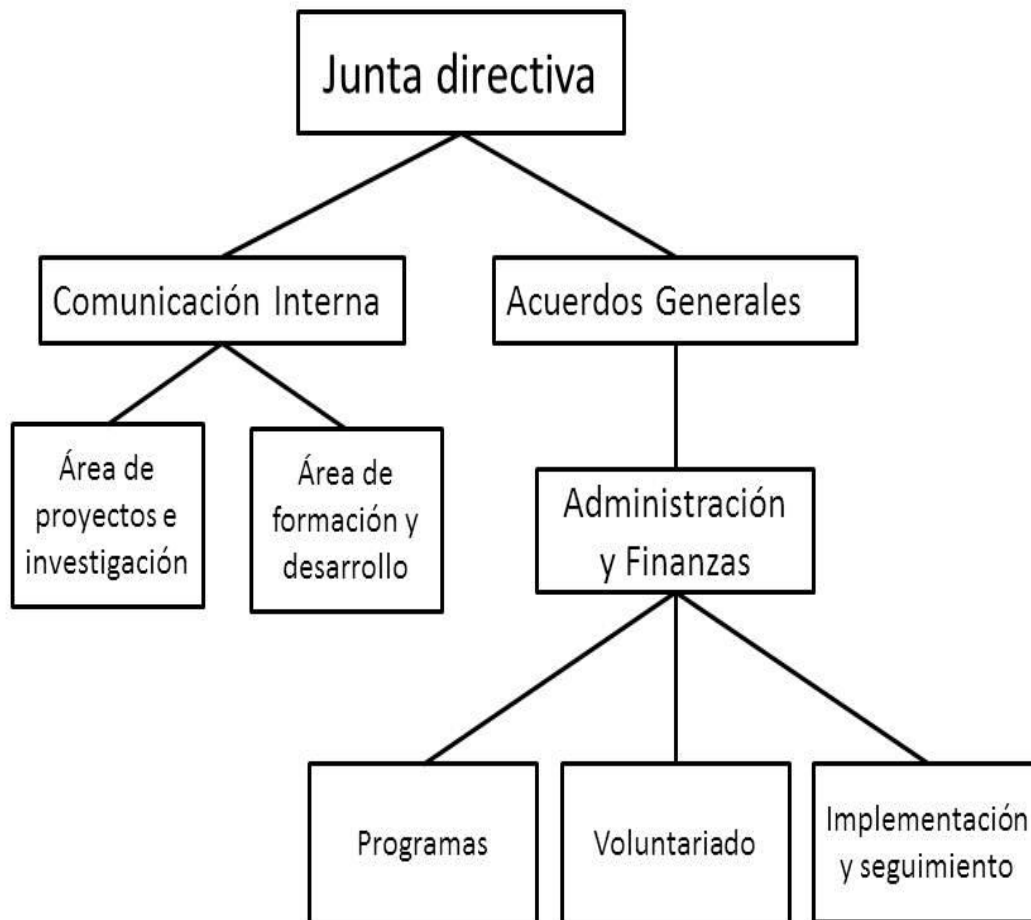 Junta directiva
Comunicación Interna
Acuerdos Generales
Área de
proyectos e
investigación
Área de
formación y
desarrollo
Administración
y Finanzas
Programas
Voluntariado
Implementación
y seguimiento